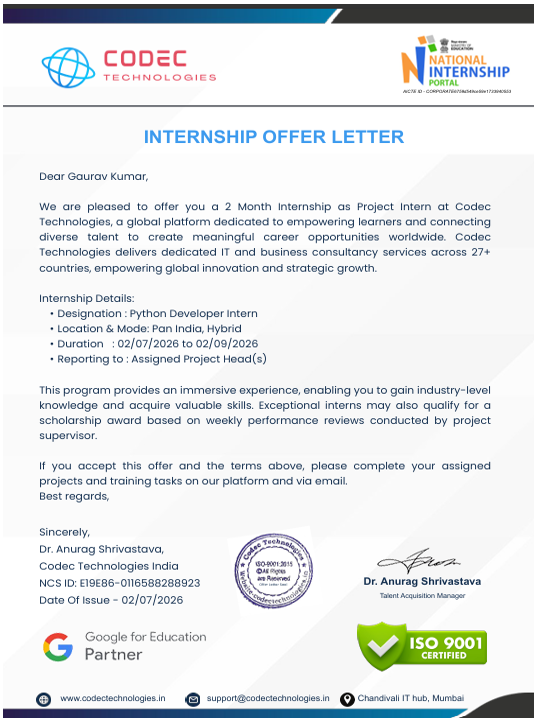 CODEC
TECHNOLOGIES
मंत्रालय
MINISTRY OF
EDUCATION
NATIONAL
INTERNSHIP
PORTAL
INTERNSHIP OFFER LETTER
Dear Gaurav Kumar,
We are pleased to offer you a 2 Month Internship as Project Intern at Codec
Technologies, a global platform dedicated to empowering learners and connecting
diverse talent to create meaningful career opportunities worldwide. Codec
Technologies delivers dedicated IT and business consultancy services across 27+
countries, empowering global innovation and strategic growth.
Internship Details:
• Designation : Python Developer Intern
• Location & Mode: Pan India, Hybrid
• Duration : 02/07/2026 to 02/09/2026
• Reporting to : Assigned Project Head(s)
This program provides an immersive experience, enabling you to gain industry-level
knowledge and acquire valuable skills. Exceptional interns may also qualify for a
scholarship award based on weekly performance reviews conducted by project
supervisor.
If you accept this offer and the terms above, please complete your assigned
projects and training tasks on our platform and via email.
Best regards,
Sincerely,
Dr. Anurag Shrivastava,
Codec Technologies India
NCS ID: E19E86-0116588288923
Date Of Issue - 02/07/2026
Codec Technologies
ISO-9001:2015
©All Rights
are Reserved
Website.codectechnologies.in
Dr. Anurag Shrivastava
Talent Acquisition Manager
Google for Education
Partner
ISO 9001
CERTIFIED
www.codectechnologies.in
support@codectechnologies.in
Chandivali IT hub, Mumbai